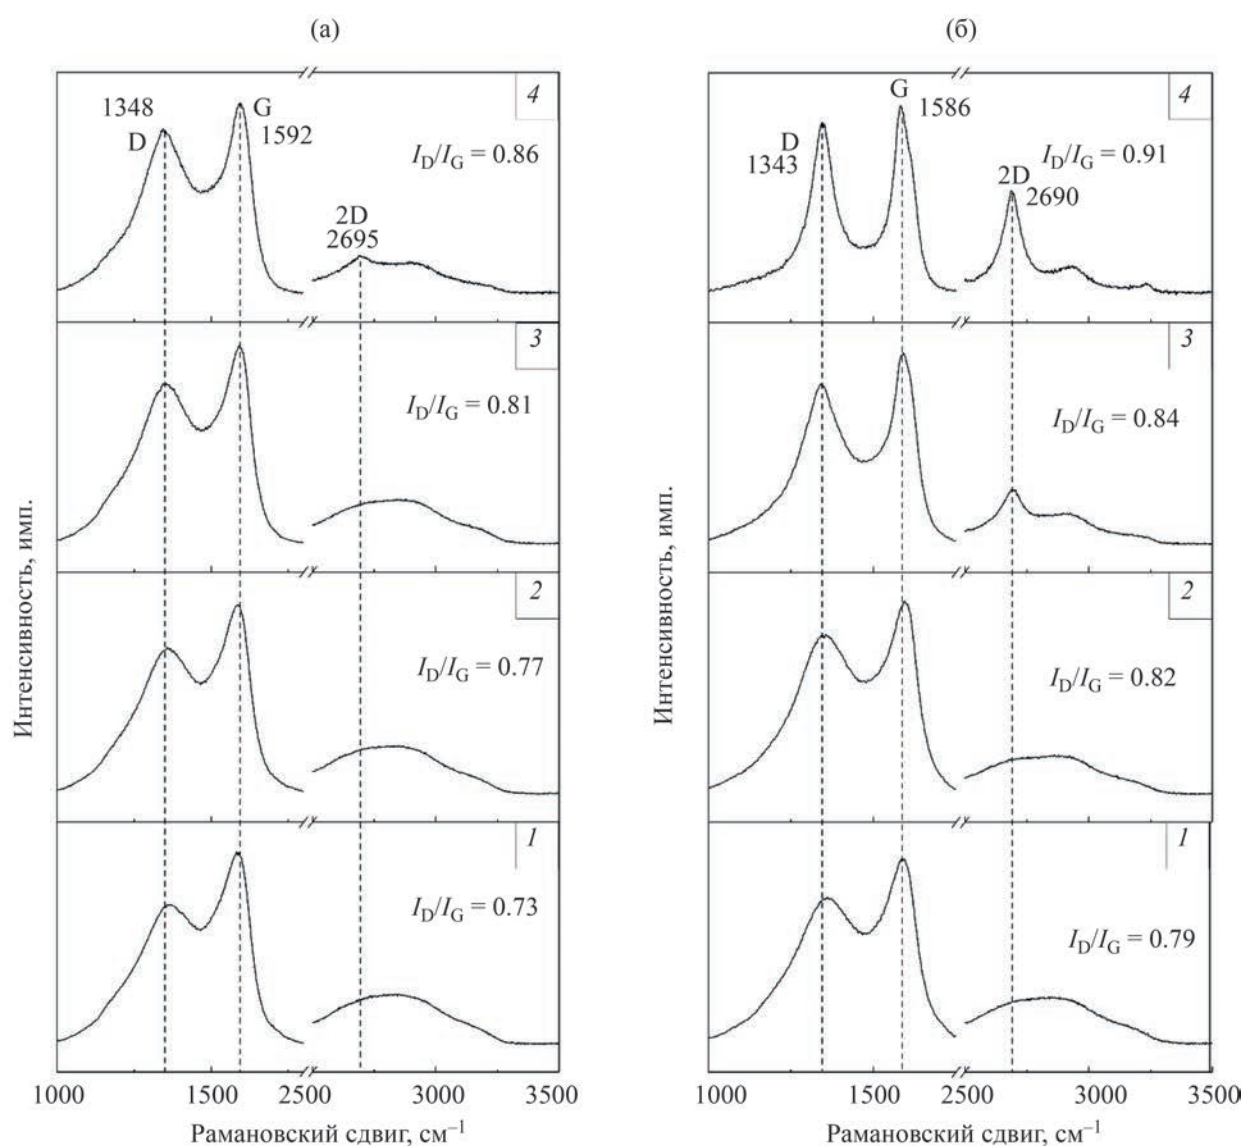 (а)
4
1348
D
G
1592
I_D/I_G = 0.86
2D
2695
3
I_D/I_G = 0.81
2
I_D/I_G = 0.77
1
I_D/I_G = 0.73
Интенсивность, имп.
1000 1500 2500 3000 3500
Рамановский сдвиг, см⁻¹
(б)
4
G
1586
D
1343
I_D/I_G = 0.91
2D
2690
3
I_D/I_G = 0.84
2
I_D/I_G = 0.82
1
I_D/I_G = 0.79
Интенсивность, имп.
1000 1500 2500 3000 3500
Рамановский сдвиг, см⁻¹